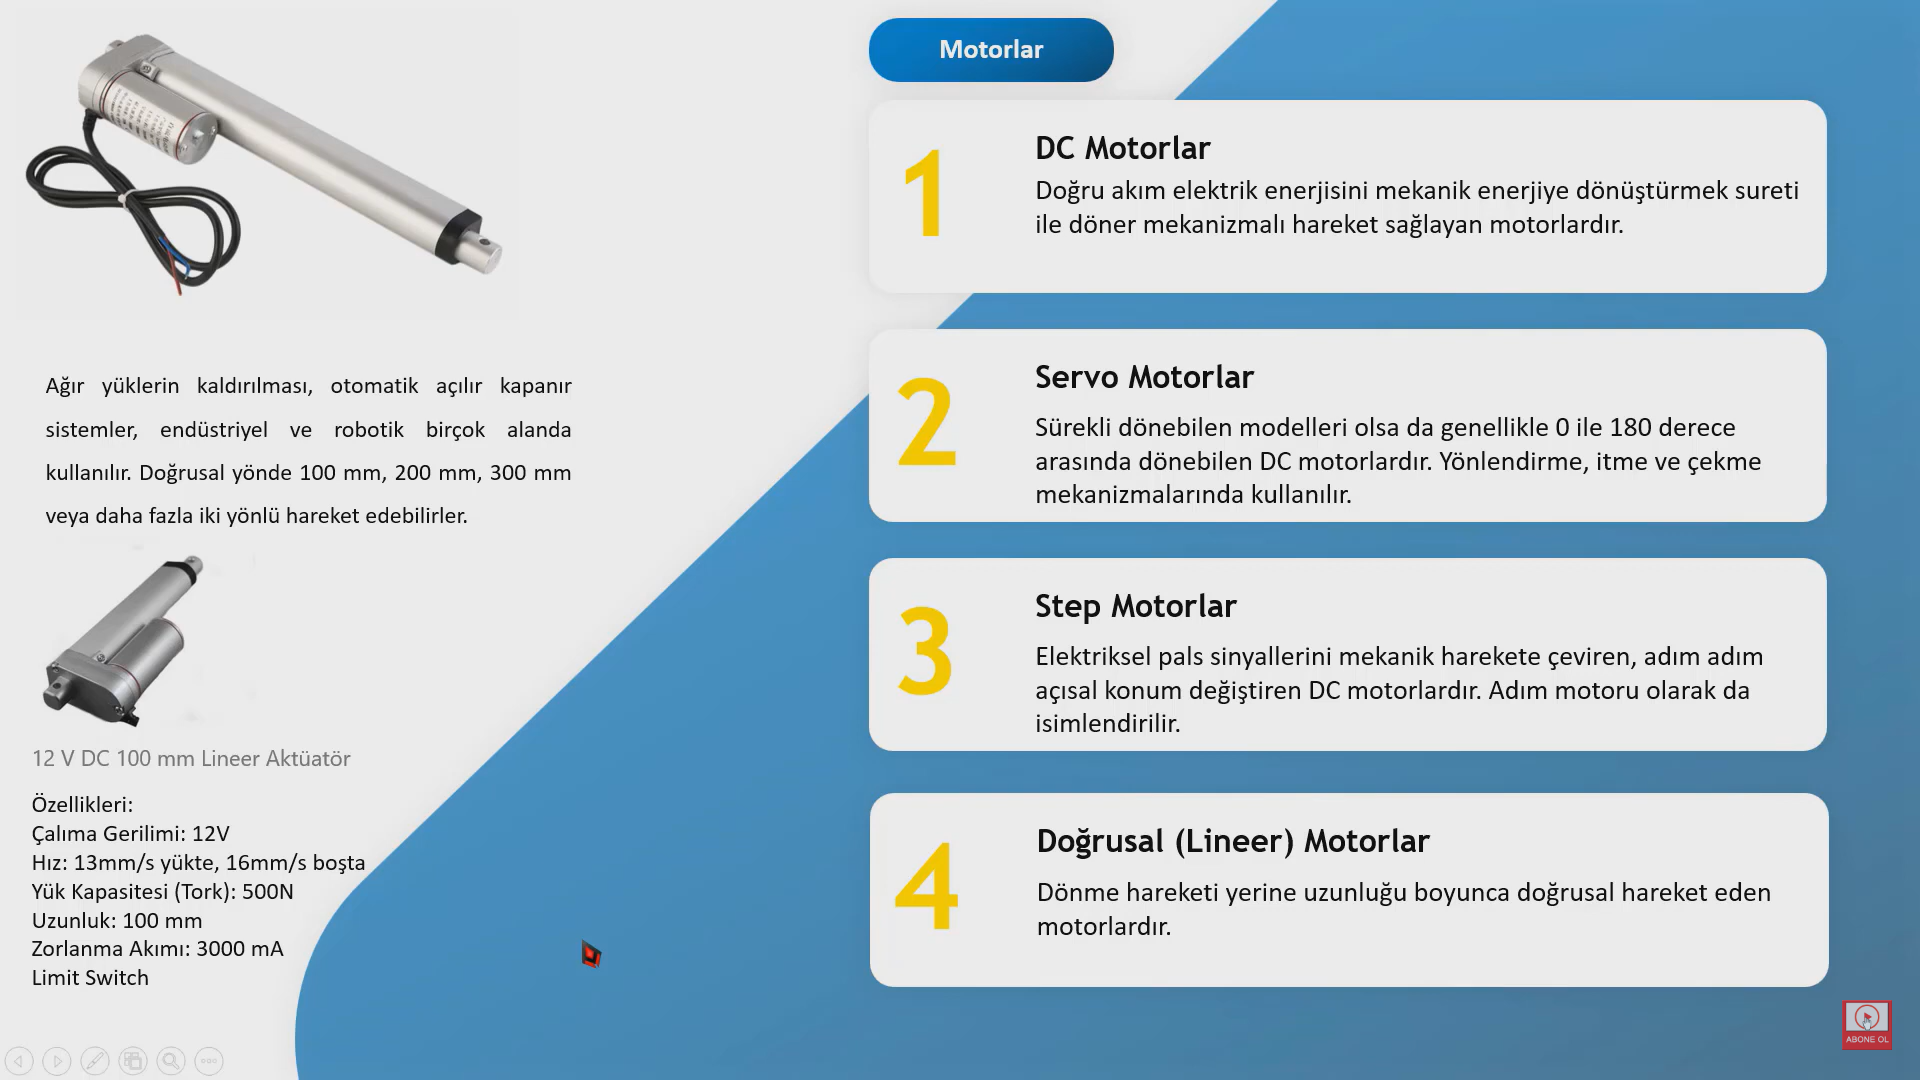 Motorlar
1
DC Motorlar
Doğru akım elektrik enerjisini mekanik enerjiye dönüştürmek sureti
ile döner mekanizmalı hareket sağlayan motorlardır.
2
Servo Motorlar
Sürekli dönebilen modelleri olsa da genellikle 0 ile 180 derece
arasında dönebilen DC motorlardır. Yönlendirme, itme ve çekme
mekanizmalarında kullanılır.
3
Step Motorlar
Elektriksel pals sinyallerini mekanik harekete çeviren, adım adım
açısal konum değiştiren DC motorlardır. Adım motoru olarak da
isimlendirilir.
4
Doğrusal (Lineer) Motorlar
Dönme hareketi yerine uzunluğu boyunca doğrusal hareket eden
motorlardır.
Ağır yüklerin kaldırılması, otomatik açılır kapanır
sistemler, endüstriyel ve robotik birçok alanda
kullanılır. Doğrusal yönde 100 mm, 200 mm, 300 mm
veya daha fazla iki yönlü hareket edebilirler.
12 V DC 100 mm Lineer Aktüatör
Özellikleri:
Çalıma Gerilimi: 12V
Hız: 13mm/s yükte, 16mm/s boşta
Yük Kapasitesi (Tork): 500N
Uzunluk: 100 mm
Zorlanma Akımı: 3000 mA
Limit Switch
ABONE OL